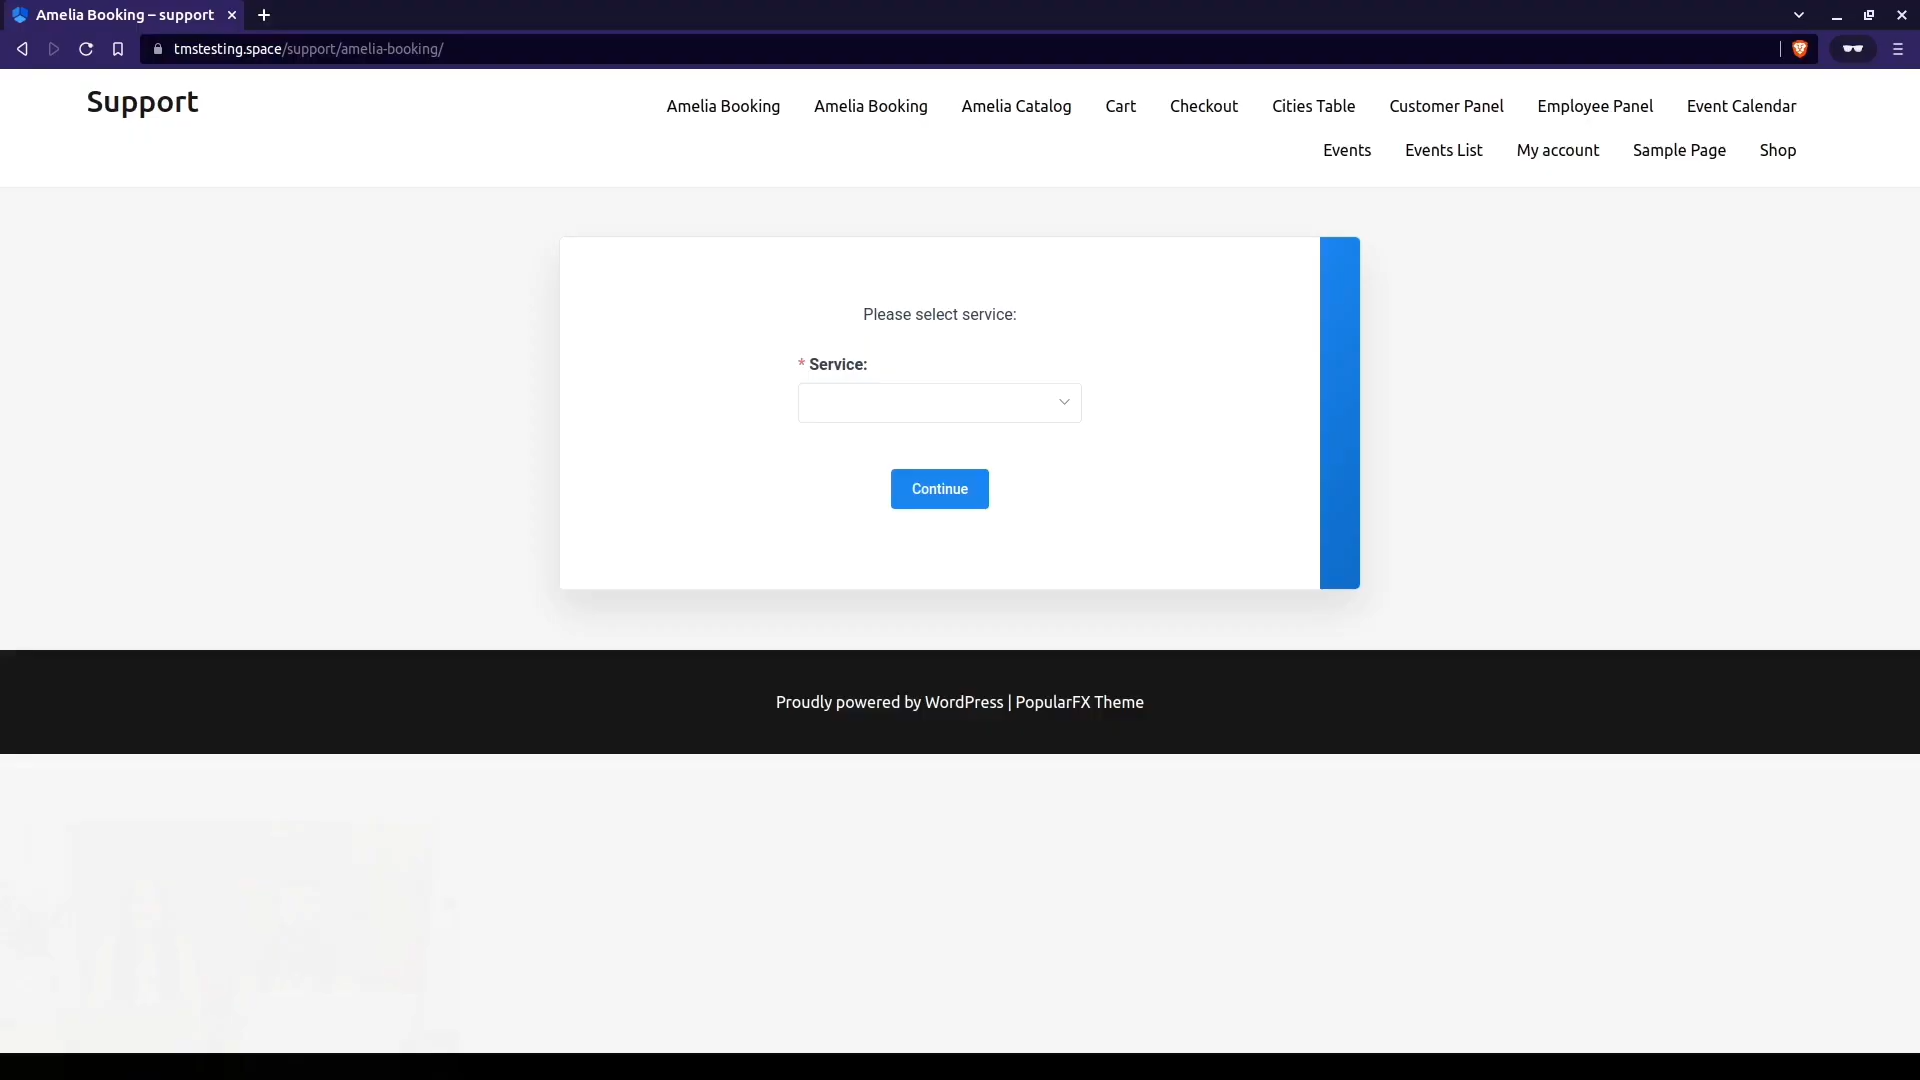 Amelia Booking – support
tmstesting.space/support/amelia-booking/
Support
Amelia Booking Amelia Booking Amelia Catalog Cart Checkout Cities Table Customer Panel Employee Panel Event Calendar
Events Events List My account Sample Page Shop
Please select service:
* Service:
Continue
Proudly powered by WordPress | PopularFX Theme